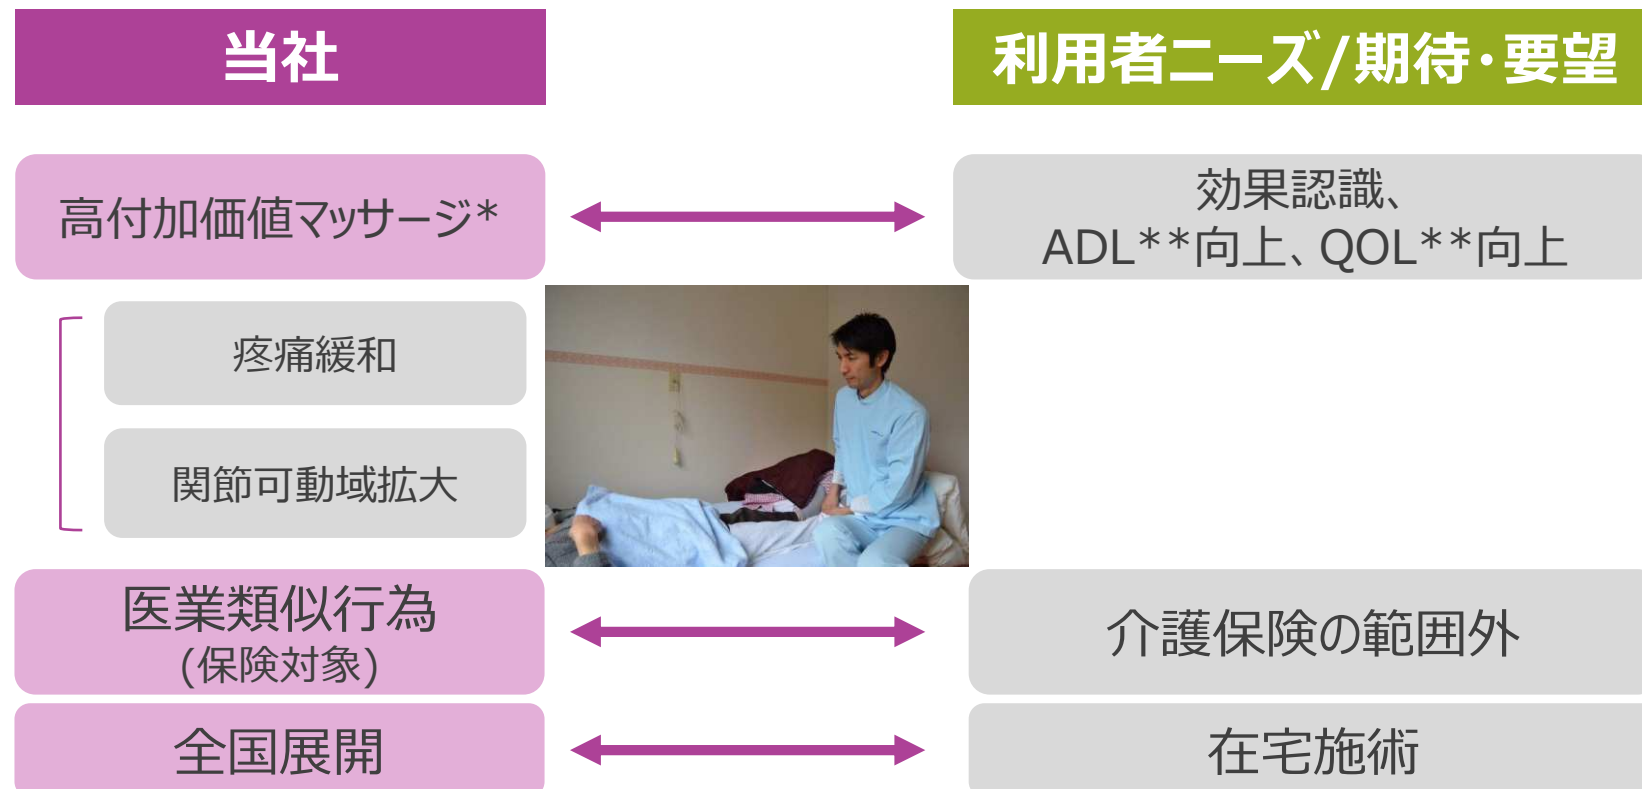 当社
利用者ニーズ/期待・要望
高付加価値マッサージ*
効果認識、
ADL**向上、QOL**向上
疼痛緩和
関節可動域拡大
医業類似行為
(保険対象)
介護保険の範囲外
全国展開
在宅施術